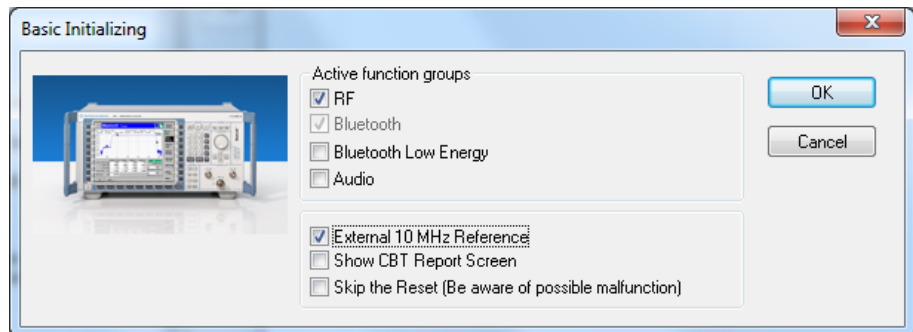 Basic Initializing
Active function groups
RF
Bluetooth
Bluetooth Low Energy
Audio
OK
Cancel
External 10 MHz Reference
Show CBT Report Screen
Skip the Reset (Be aware of possible malfunction)